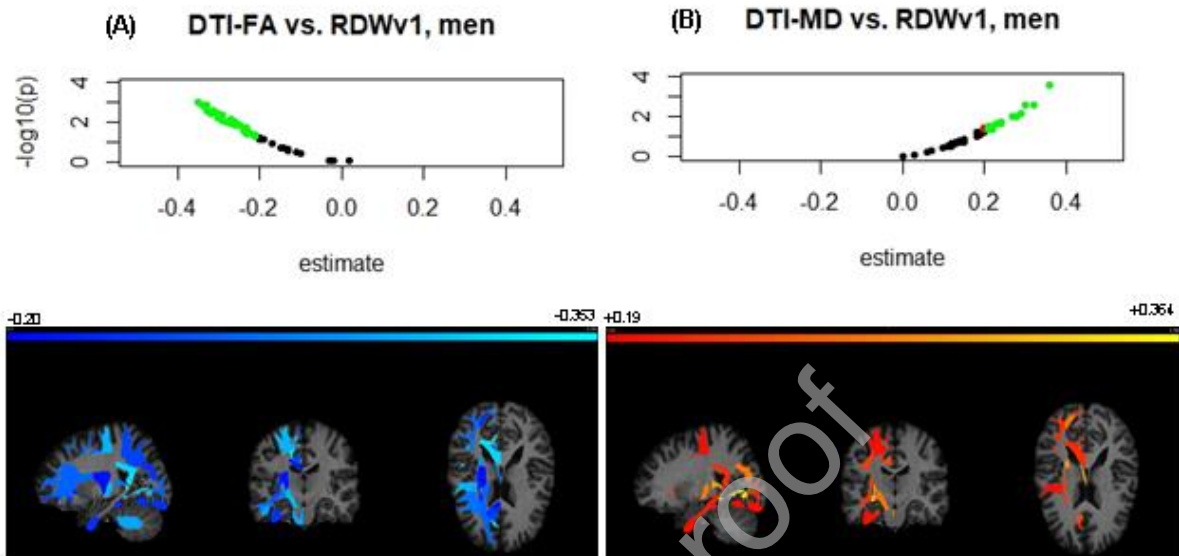 (A) DTI-FA vs. RDWv1, men
-log10(p)
4
2
0
-0.4 -0.2 0.0 0.2 0.4
estimate
(B) DTI-MD vs. RDWv1, men
4
2
0
-0.4 -0.2 0.0 0.2 0.4
estimate
-0.20 -0.363
+0.19 +0.364
roof